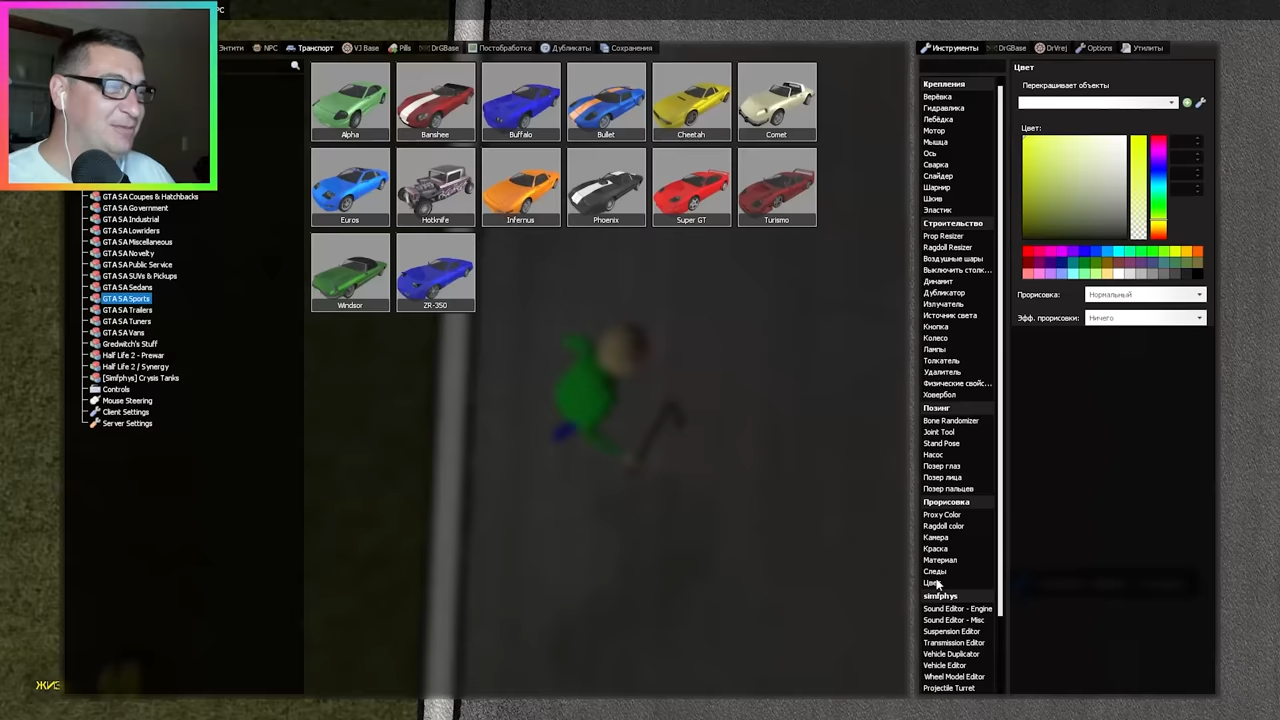 РС
Энтити
NPC
Транспорт
VJ Base
Pills
DrGBase
Постобработка
Дубликаты
Сохранения
GTA SA Coupes & Hatchbacks
GTA SA Government
GTA SA Industrial
GTA SA Lowriders
GTA SA Miscellaneous
GTA SA Novelty
GTA SA Public Service
GTA SA SUVs & Pickups
GTA SA Sedans
GTA SA Sports
GTA SA Trailers
GTA SA Tuners
GTA SA Vans
Gredwitch's Stuff
Half Life 2 - Prewar
Half Life 2 / Synergy
[Simfphys] Crysis Tanks
Controls
Mouse Steering
Client Settings
Server Settings
Alpha
Banshee
Buffalo
Bullet
Cheetah
Comet
Euros
Hotknife
Infernus
Phoenix
Super GT
Turismo
Windsor
ZR-350
Инструменты
DrGBase
DrVrej
Options
Утилиты
Крепления
Верёвка
Гидравлика
Лебёдка
Мотор
Мышца
Ось
Сварка
Слайдер
Шарнир
Шкив
Эластик
Строительство
Prop Resizer
Ragdoll Resizer
Воздушные шары
Выключить столк...
Динамит
Дубликатор
Излучатель
Источник света
Кнопка
Колесо
Лампы
Толкатель
Удалитель
Физические свойс...
Ховербол
Позинг
Bone Randomizer
Joint Tool
Stand Pose
Насос
Позер глаз
Позер лица
Позер пальцев
Прорисовка
Proxy Color
Ragdoll color
Камера
Краска
Материал
Следы
Цвет
simfphys
Sound Editor - Engine
Sound Editor - Misc
Suspension Editor
Transmission Editor
Vehicle Duplicator
Vehicle Editor
Wheel Model Editor
Projectile Turret
Цвет
Перекрашивает объекты
Цвет:
Прорисовка:
Нормальный
Эфф. прорисовки:
Ничего
ЖИЗ